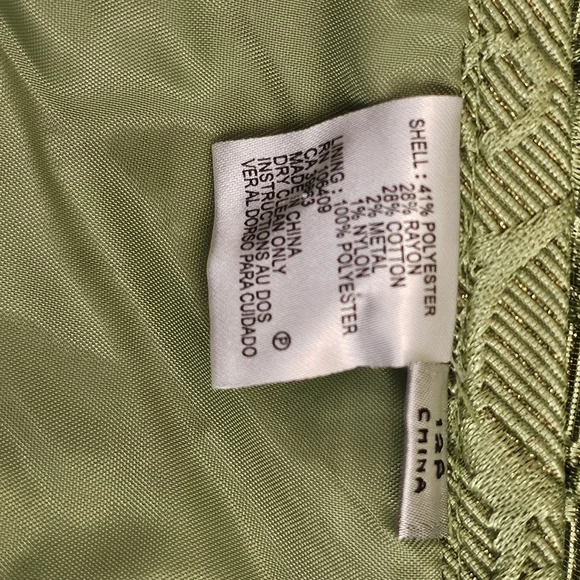 SHELL : 41% POLYESTER
28% RAYON
28% COTTON
2% METAL
1% NYLON
LINING : 100% POLYESTER
MADE IN CHINA
DRY CLEAN ONLY
INSTRUCTIONS AU DOS
VER AL DORSO PARA CUIDADO
P
CHINA